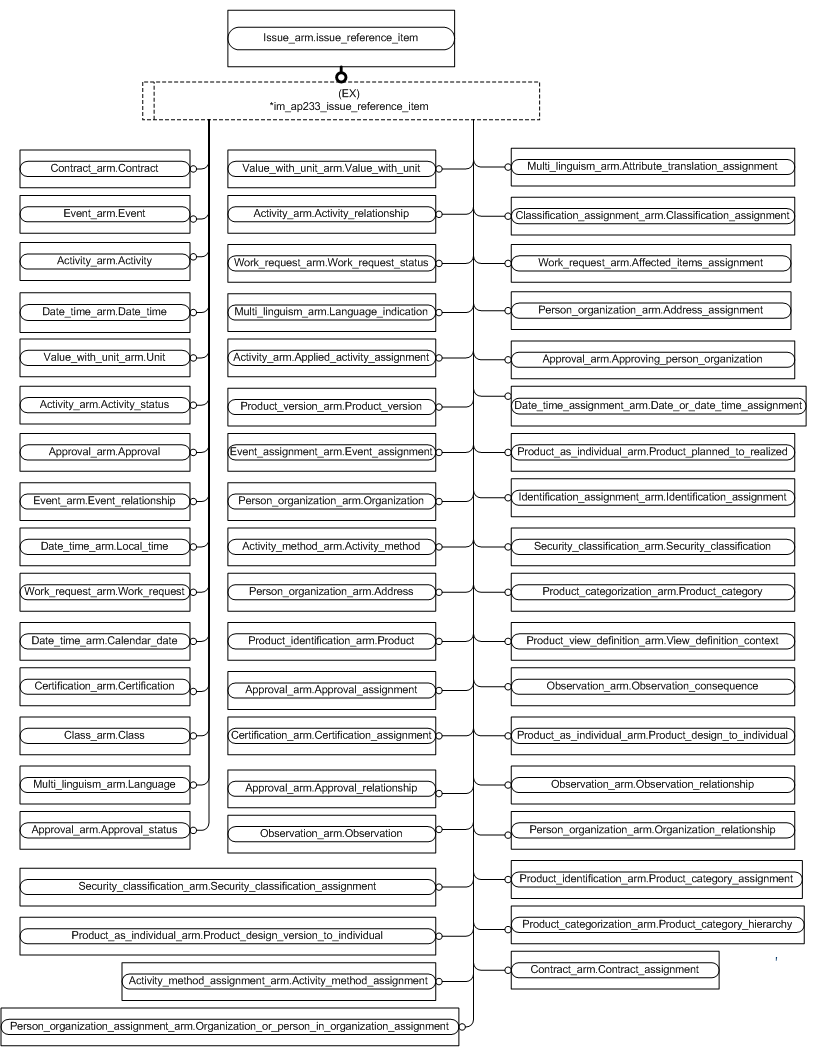 Issue_arm.issue_reference_item
(EX)
*im_ap233_issue_reference_item
Contract_arm.Contract
Event_arm.Event
Activity_arm.Activity
Date_time_arm.Date_time
Value_with_unit_arm.Unit
Activity_arm.Activity_status
Approval_arm.Approval
Event_arm.Event_relationship
Date_time_arm.Local_time
Work_request_arm.Work_request
Date_time_arm.Calendar_date
Certification_arm.Certification
Class_arm.Class
Multi_linguism_arm.Language
Approval_arm.Approval_status
Value_with_unit_arm.Value_with_unit
Activity_arm.Activity_relationship
Work_request_arm.Work_request_status
Multi_linguism_arm.Language_indication
Activity_arm.Applied_activity_assignment
Product_version_arm.Product_version
Event_assignment_arm.Event_assignment
Person_organization_arm.Organization
Activity_method_arm.Activity_method
Person_organization_arm.Address
Product_identification_arm.Product
Approval_arm.Approval_assignment
Certification_arm.Certification_assignment
Approval_arm.Approval_relationship
Observation_arm.Observation
Security_classification_arm.Security_classification_assignment
Product_as_individual_arm.Product_design_version_to_individual
Activity_method_assignment_arm.Activity_method_assignment
Person_organization_assignment_arm.Organization_or_person_in_organization_assignment
Multi_linguism_arm.Attribute_translation_assignment
Classification_assignment_arm.Classification_assignment
Work_request_arm.Affected_items_assignment
Person_organization_arm.Address_assignment
Approval_arm.Approving_person_organization
Date_time_assignment_arm.Date_or_date_time_assignment
Product_as_individual_arm.Product_planned_to_realized
Identification_assignment_arm.Identification_assignment
Security_classification_arm.Security_classification
Product_categorization_arm.Product_category
Product_view_definition_arm.View_definition_context
Observation_arm.Observation_consequence
Product_as_individual_arm.Product_design_to_individual
Observation_arm.Observation_relationship
Person_organization_arm.Organization_relationship
Product_identification_arm.Product_category_assignment
Product_categorization_arm.Product_category_hierarchy
Contract_arm.Contract_assignment